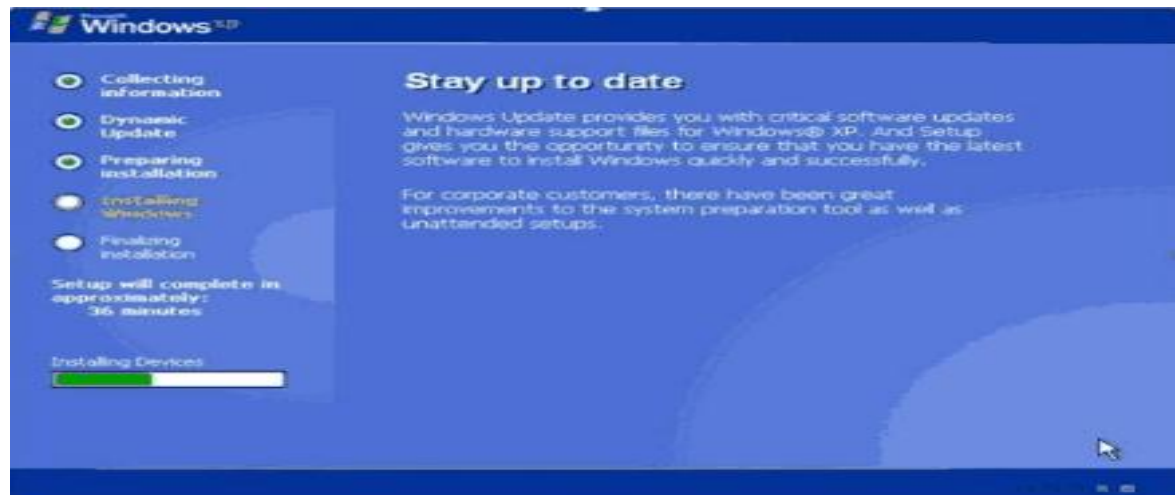 Windows XP
Collecting
information
Dynamic
Update
Preparing
installation
Installing
Windows
Finalizing
installation
Setup will complete in
approximately:
36 minutes
Installing Devices
Stay up to date
Windows Update provides you with critical software updates
and hardware support files for Windows® XP. And Setup
gives you the opportunity to ensure that you have the latest
software to install Windows quickly and successfully.
For corporate customers, there have been great
improvements to the system preparation tool as well as
unattended setups.